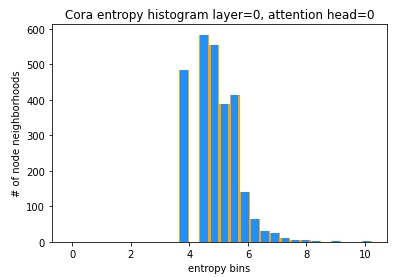 Cora entropy histogram layer=0, attention head=0
# of node neighborhoods
600
500
400
300
200
100
0
0 2 4 6 8 10
entropy bins